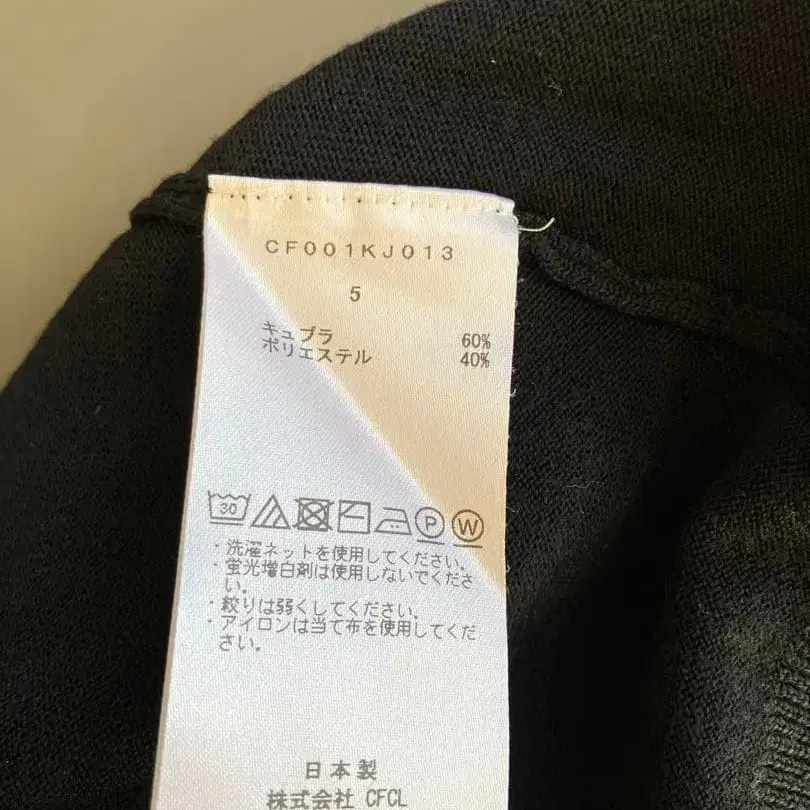 CF001KJ013
5
キュプラ 60%
ポリエステル 40%
30 P W
・洗濯ネットを使用してください。
・蛍光増白剤は使用しないでくださ
い。
・絞りは弱くしてください。
・アイロンは当て布を使用してくだ
さい。
日本製
株式会社 CFCL